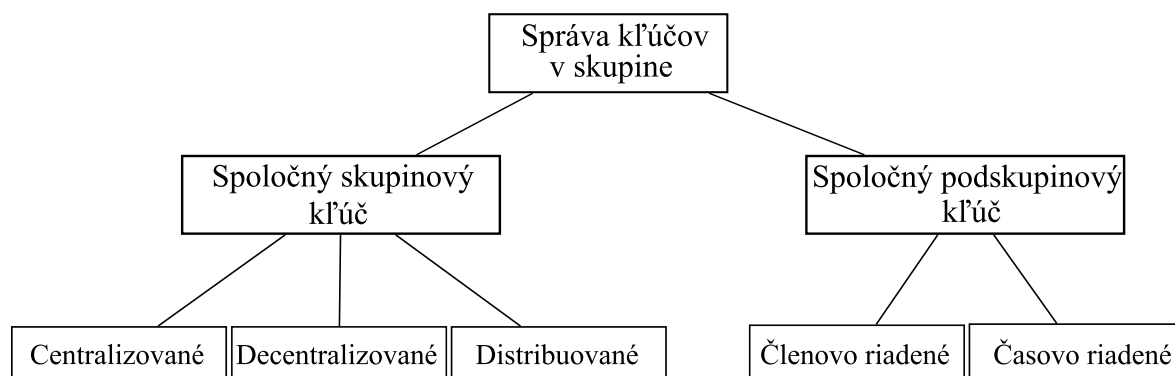 Správa kľúčov
v skupine
Spoločný skupinový
kľúč
Spoločný podskupinový
kľúč
Centralizované
Decentralizované
Distribuované
Členovo riadené
Časovo riadené